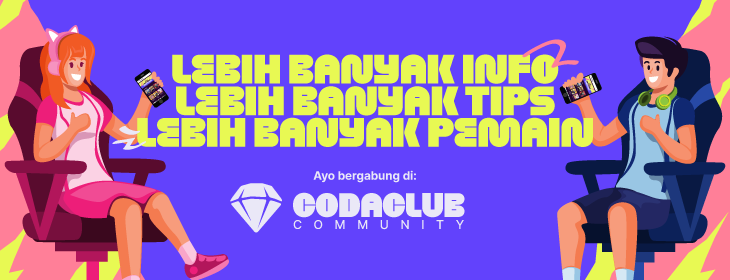 LEBIH BANYAK INFO
LEBIH BANYAK TIPS
LEBIH BANYAK PEMAIN
Ayo bergabung di:
CODACLUB
COMMUNITY